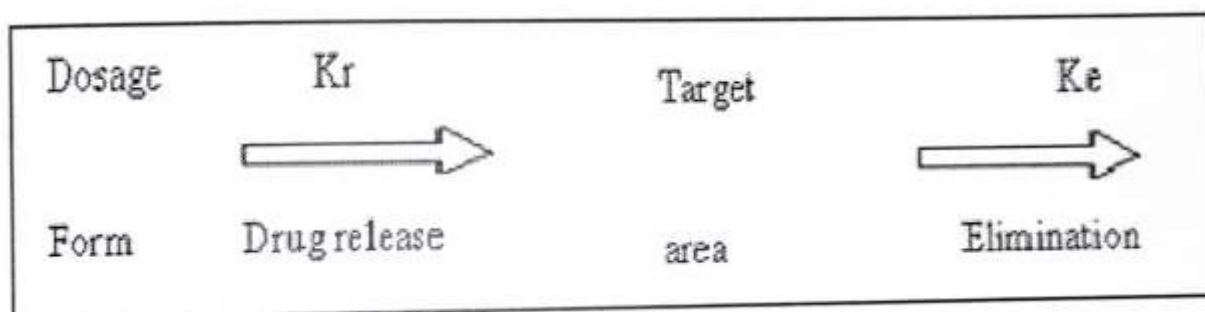 Dosage Kr Target Ke
Form Drug release area Elimination